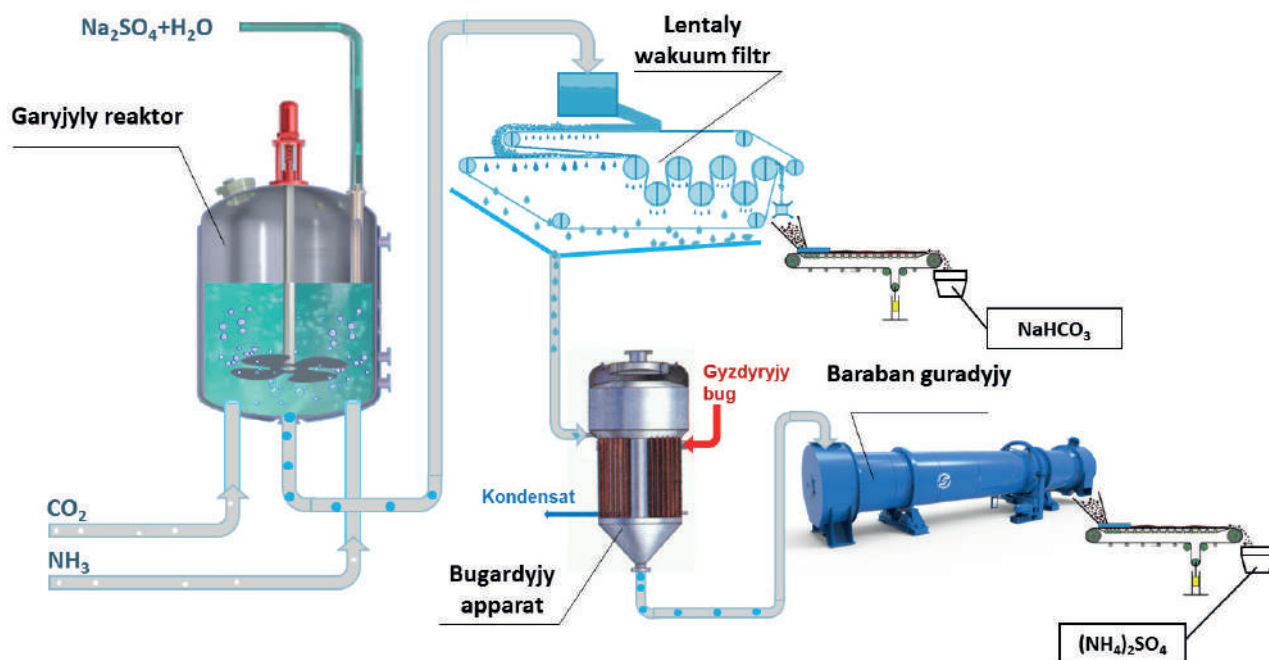 Na₂SO₄+H₂O
Lentaly
wakuum filtr
Garyjyly reaktor
NaHCO₃
Gyzdyryjy
bug
Baraban guradyjy
Kondensat
CO₂
NH₃
Bugardyjy
apparat
(NH₄)₂SO₄